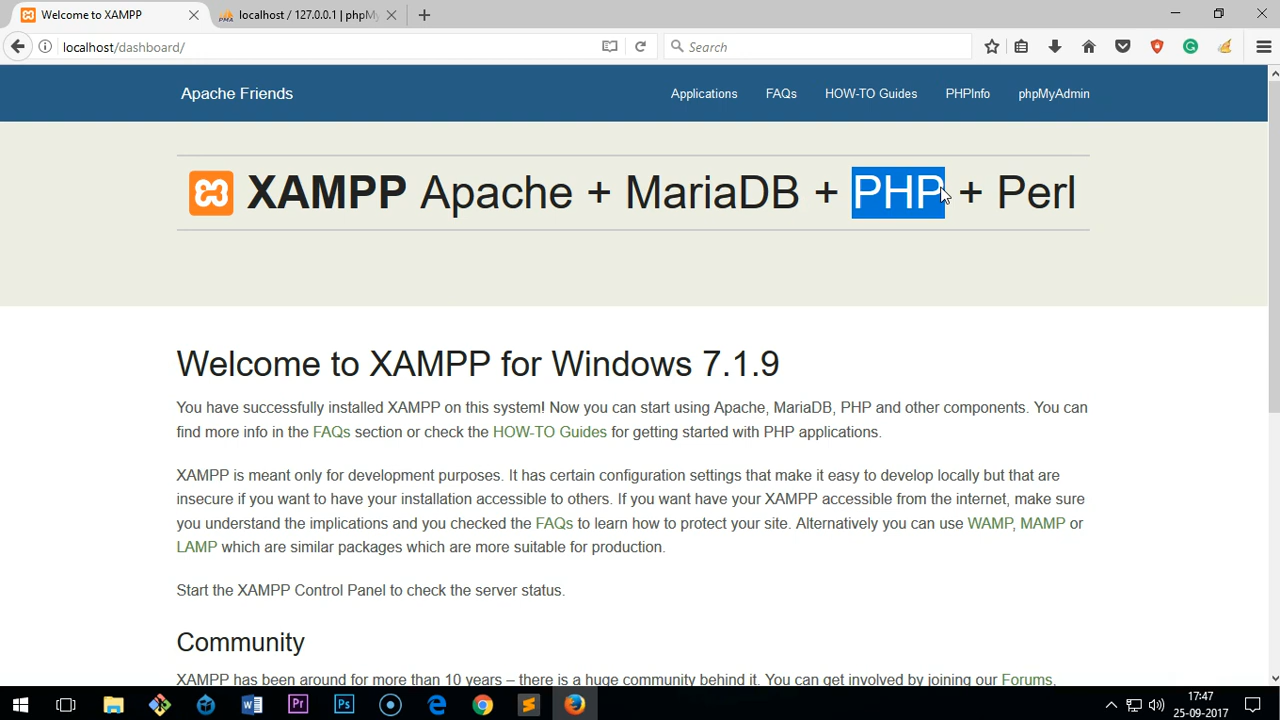 Welcome to XAMPP
localhost / 127.0.0.1 | phpMy
localhost/dashboard/
Search
Apache Friends
Applications FAQs HOW-TO Guides PHPInfo phpMyAdmin
XAMPP Apache + MariaDB + PHP + Perl
Welcome to XAMPP for Windows 7.1.9
You have successfully installed XAMPP on this system! Now you can start using Apache, MariaDB, PHP and other components. You can
find more info in the FAQs section or check the HOW-TO Guides for getting started with PHP applications.
XAMPP is meant only for development purposes. It has certain configuration settings that make it easy to develop locally but that are
insecure if you want to have your installation accessible to others. If you want have your XAMPP accessible from the internet, make sure
you understand the implications and you checked the FAQs to learn how to protect your site. Alternatively you can use WAMP, MAMP or
LAMP which are similar packages which are more suitable for production.
Start the XAMPP Control Panel to check the server status.
Community
XAMPP has been around for more than 10 years – there is a huge community behind it. You can get involved by joining our Forums,
17:47
25-09-2017